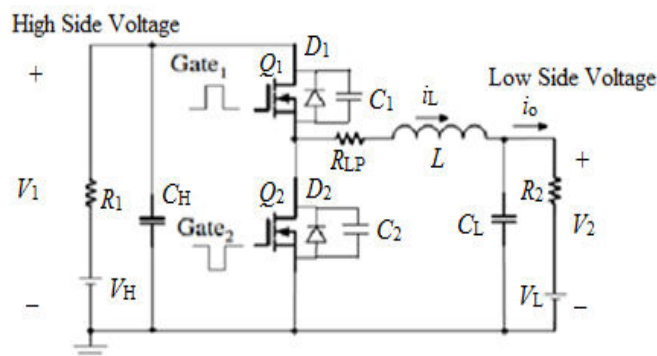 High Side Voltage
+
D1
Gate1
Q1
C1
Low Side Voltage
iL
io
RLP
L
+
V1
R1
CH
Q2
D2
Gate2
C2
CL
R2
V2
VH
VL
−
−